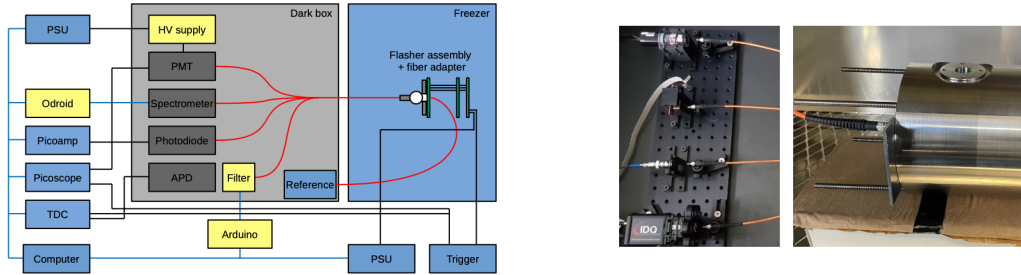 Dark box
Freezer
PSU
HV supply
PMT
Flasher assembly
+ fiber adapter
Odroid
Spectrometer
Picoamp
Photodiode
Picoscope
APD
Filter
Reference
TDC
Arduino
Computer
PSU
Trigger
IDQ